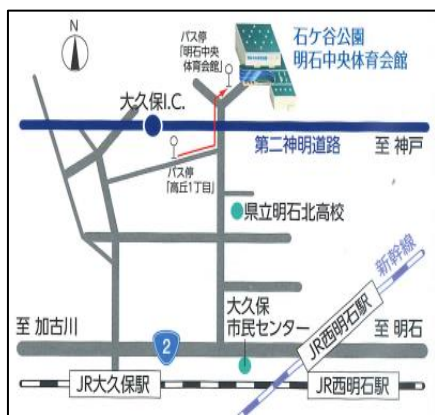 N
石ケ谷公園
明石中央体育会館
バス停
「明石中央
体育会館」
大久保I.C.
第二神明道路
至 神戸
バス停
「高丘1丁目」
県立明石北高校
新幹線
大久保
市民センター
JR西明石駅
至 加古川
2
至 明石
JR大久保駅
JR西明石駅